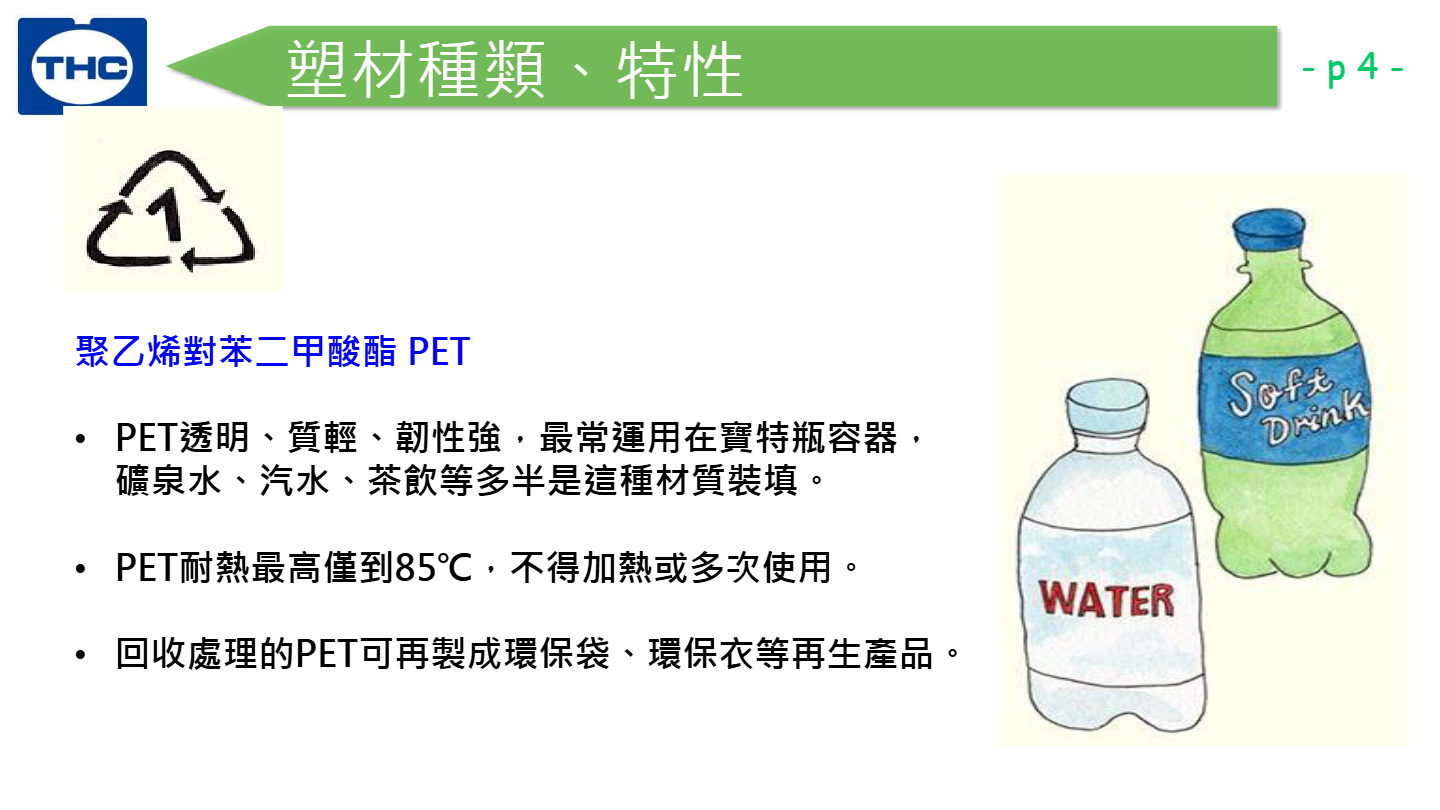 THC
塑材種類、特性
- p 4 -
1
聚乙烯對苯二甲酸酯 PET
• PET透明、質輕、韌性強，最常運用在寶特瓶容器，
礦泉水、汽水、茶飲等多半是這種材質裝填。
• PET耐熱最高僅到85℃，不得加熱或多次使用。
• 回收處理的PET可再製成環保袋、環保衣等再生產品。
Soft
Drink
WATER